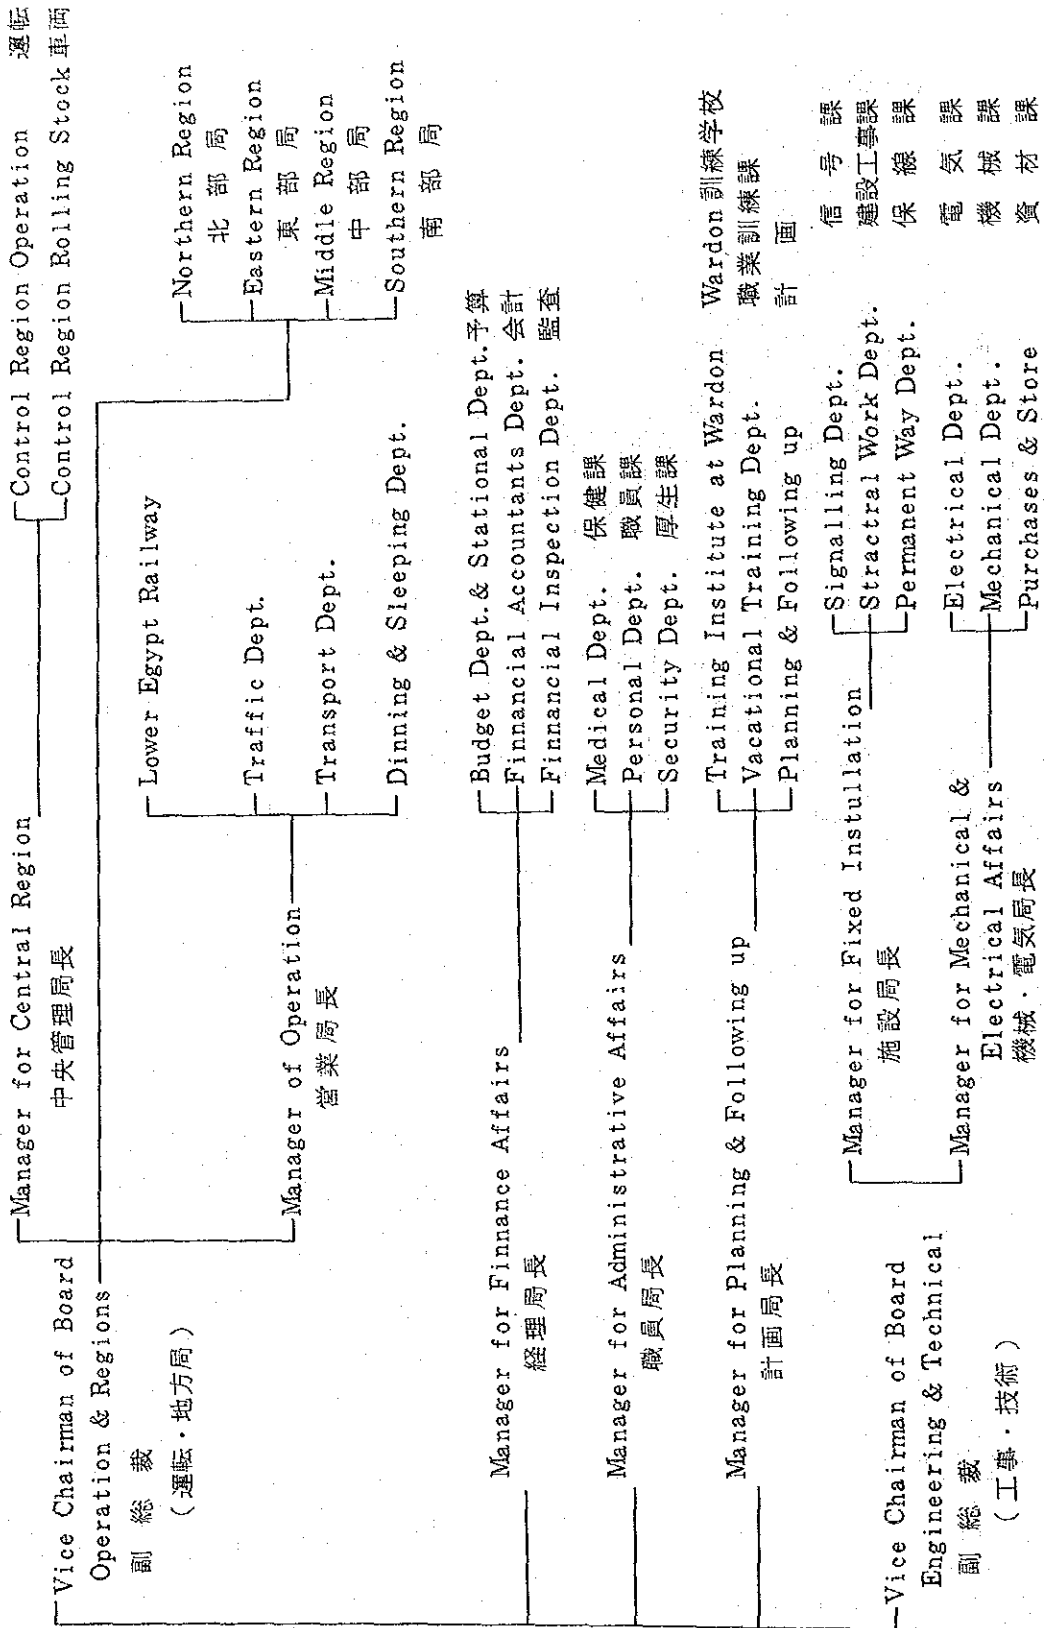 Vice Chairman of Board
Operation & Regions
副総裁
（運転・地方局）
Manager for Central Region
中央管理局長
Control Region Operation 運転
Control Region Rolling Stock 車両
Northern Region
北部局
Eastern Region
東部局
Middle Region
中部局
Southern Region
南部局
Manager of Operation
営業局長
Lower Egypt Railway
Traffic Dept.
Transport Dept.
Dinning & Sleeping Dept.
Manager for Finnance Affairs
経理局長
Budget Dept.& Stational Dept.予算
Finnancial Accountants Dept. 会計
Finnancial Inspection Dept. 監査
Manager for Administrative Affairs
職員局長
Medical Dept. 保健課
Personal Dept. 職員課
Security Dept. 厚生課
Manager for Planning & Following up
計画局長
Training Institute at Wardon Wardon訓練学校
Vacational Training Dept. 職業訓練課
Planning & Following up 計画
Vice Chairman of Board
Engineering & Technical
副総裁
（工事・技術）
Manager for Fixed Instullation
施設局長
Signalling Dept. 信号課
Stractral Work Dept. 建設工事課
Permanent Way Dept. 保線課
Manager for Mechanical &
Electrical Affairs
機械・電気局長
Electrical Dept. 電気課
Mechanical Dept. 機械課
Purchases & Store 資材課